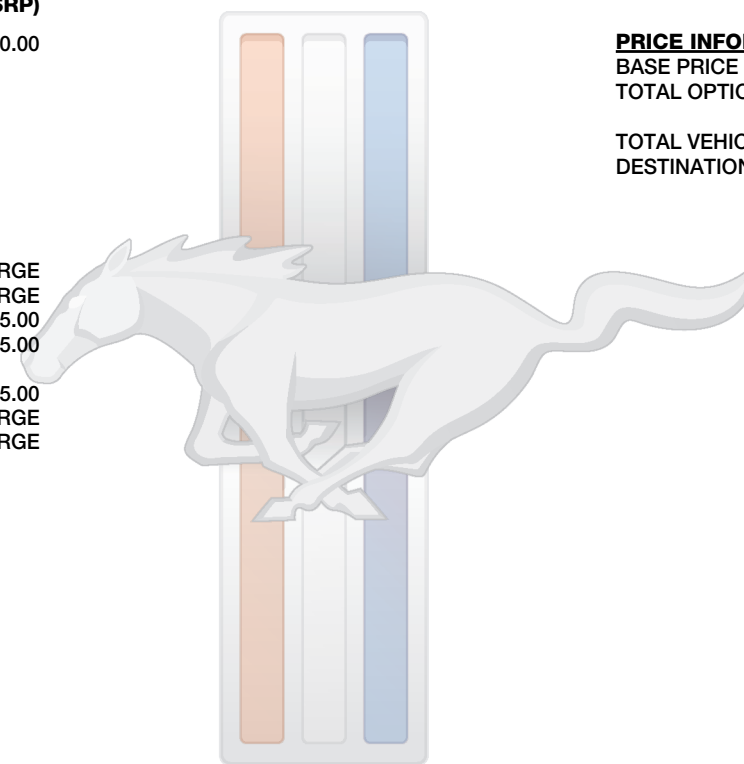 SRP)
0.00
RGE
RGE
5.00
5.00
5.00
RGE
RGE
PRICE INFO
BASE PRICE
TOTAL OPTIO
TOTAL VEHIC
DESTINATION